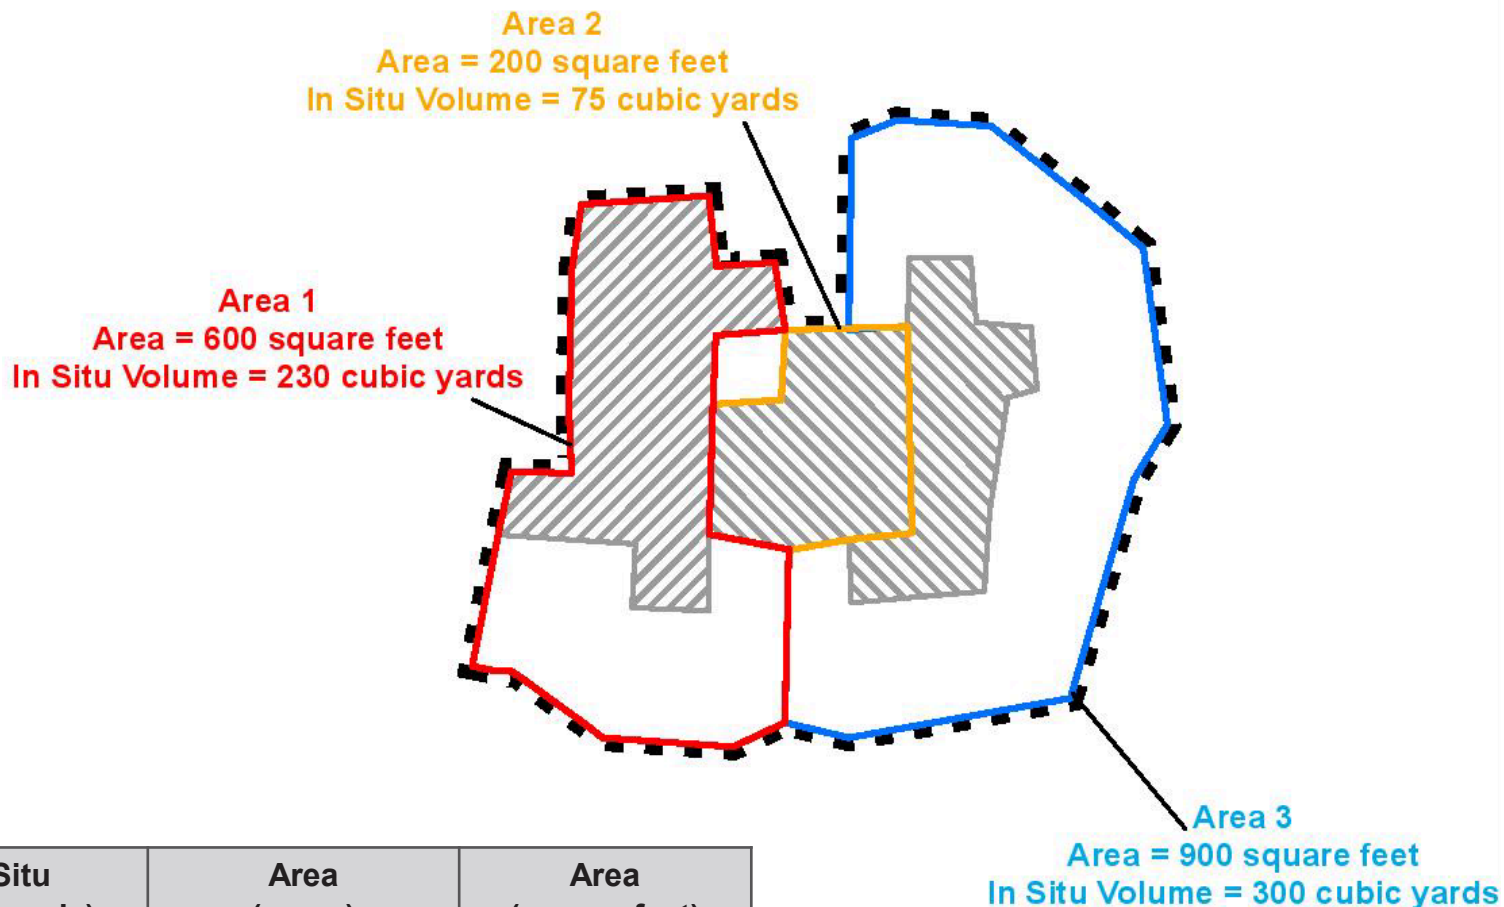 Area 2
Area = 200 square feet
In Situ Volume = 75 cubic yards
Area 1
Area = 600 square feet
In Situ Volume = 230 cubic yards
Area 3
Area = 900 square feet
In Situ Volume = 300 cubic yards
Situ
Area
Area